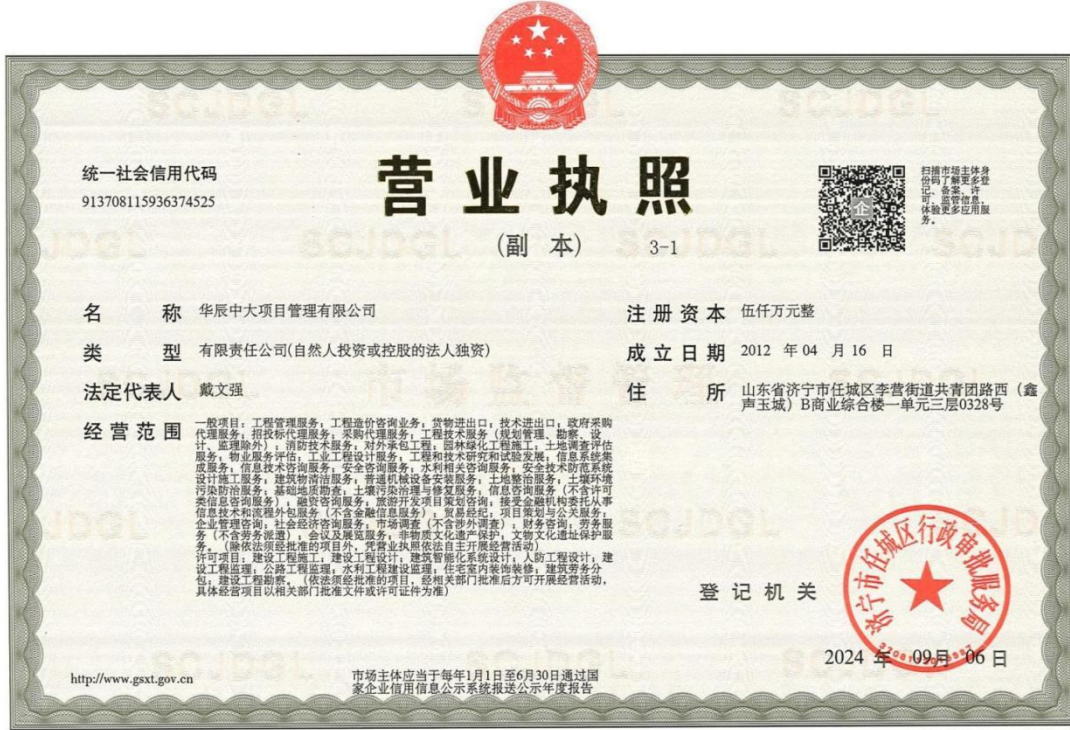 统一社会信用代码
913708115936374525
营业执照
(副 本) 3-1
扫描市场主体身
份码了解更多登
记、备案、许
可、监管信息，
体验更多应用服
务。
名 称 华辰中大项目管理有限公司
类 型 有限责任公司(自然人投资或控股的法人独资)
法定代表人 戴文强
注册资本 伍仟万元整
成立日期 2012 年 04 月 16 日
住 所 山东省济宁市任城区李营街道共青团路西（鑫
声玉城）B商业综合楼一单元三层0328号
经营范围 一般项目：工程管理服务；工程造价咨询业务；货物进出口；技术进出口；政府采购
代理服务；招投标代理服务；采购代理服务；工程技术服务（规划管理、勘察、设
计、监理除外）；消防技术服务；对外承包工程；园林绿化工程施工；土地调查评估
服务；物业服务评估；工业工程设计服务；工程和技术研究和试验发展；信息系统集
成服务；信息技术咨询服务；安全咨询服务；水利相关咨询服务；安全技术防范系统
设计施工服务；建筑物清洁服务；普通机械设备安装服务；土地整治服务；土壤环境
污染防治服务；基础地质勘查；土壤污染治理与修复服务；信息咨询服务（不含许可
类信息咨询服务）；融资咨询服务；旅游开发项目策划咨询；接受金融机构委托从事
信息技术和流程外包服务（不含金融信息服务）；贸易经纪；项目策划与公关服务；
企业管理咨询；社会经济咨询服务；市场调查（不含涉外调查）；财务咨询；劳务服
务（不含劳务派遣）；会议及展览服务；非物质文化遗产保护；文物文化遗址保护服
务。（除依法须经批准的项目外，凭营业执照依法自主开展经营活动）
许可项目：建设工程施工；建设工程设计；建筑智能化系统设计；人防工程设计；建
设工程监理；公路工程监理；水利工程建设监理；住宅室内装饰装修；建筑劳务分
包；建设工程勘察。（依法须经批准的项目，经相关部门批准后方可开展经营活动，
具体经营项目以相关部门批准文件或许可证件为准）
登记机关
济宁市任城区行政审批服务局
2024 年 09月 06 日
http://www.gsxt.gov.cn
市场主体应当于每年1月1日至6月30日通过国
家企业信用信息公示系统报送公示年度报告
SCJDGL
市场监督管理